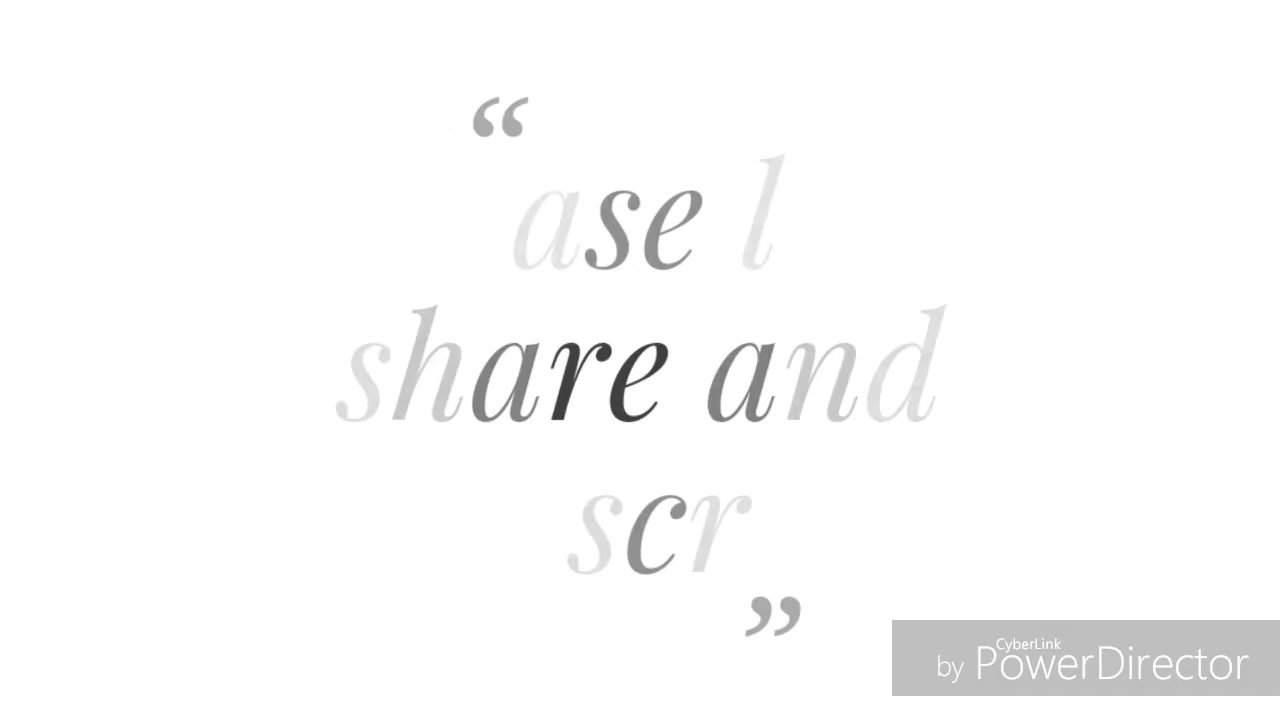 “
ase l
share and
scr
”
by CyberLink PowerDirector